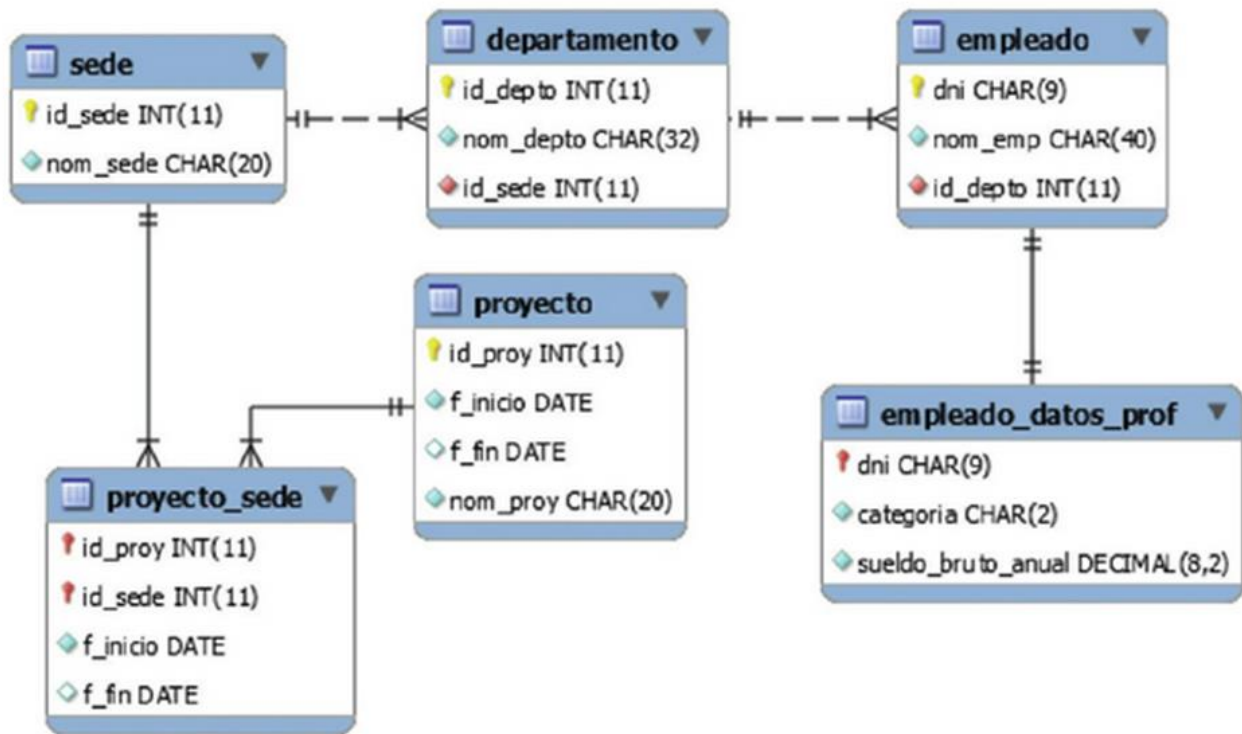 sede
id_sede INT(11)
nom_sede CHAR(20)
departamento
id_depto INT(11)
nom_depto CHAR(32)
id_sede INT(11)
empleado
dni CHAR(9)
nom_emp CHAR(40)
id_depto INT(11)
proyecto
id_proy INT(11)
f_inicio DATE
f_fin DATE
nom_proy CHAR(20)
empleado_datos_prof
dni CHAR(9)
categoria CHAR(2)
sueldo_bruto_anual DECIMAL(8,2)
proyecto_sede
id_proy INT(11)
id_sede INT(11)
f_inicio DATE
f_fin DATE